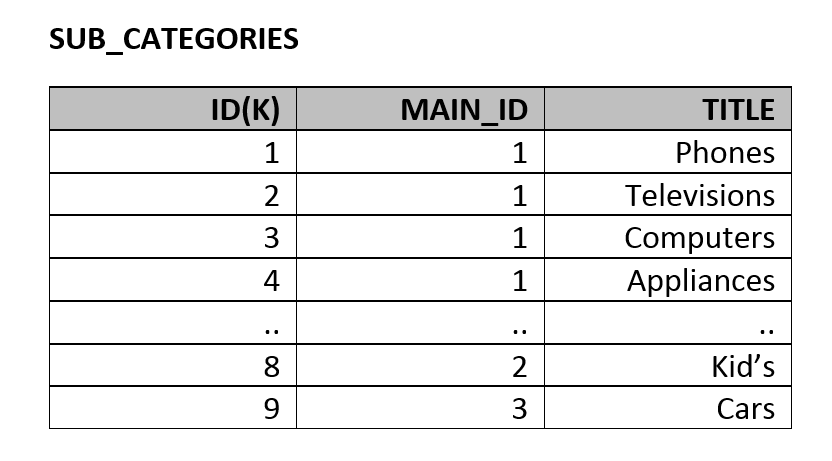 SUB_CATEGORIES
ID(K) MAIN_ID TITLE
1 1 Phones
2 1 Televisions
3 1 Computers
4 1 Appliances
.. .. ..
8 2 Kid’s
9 3 Cars